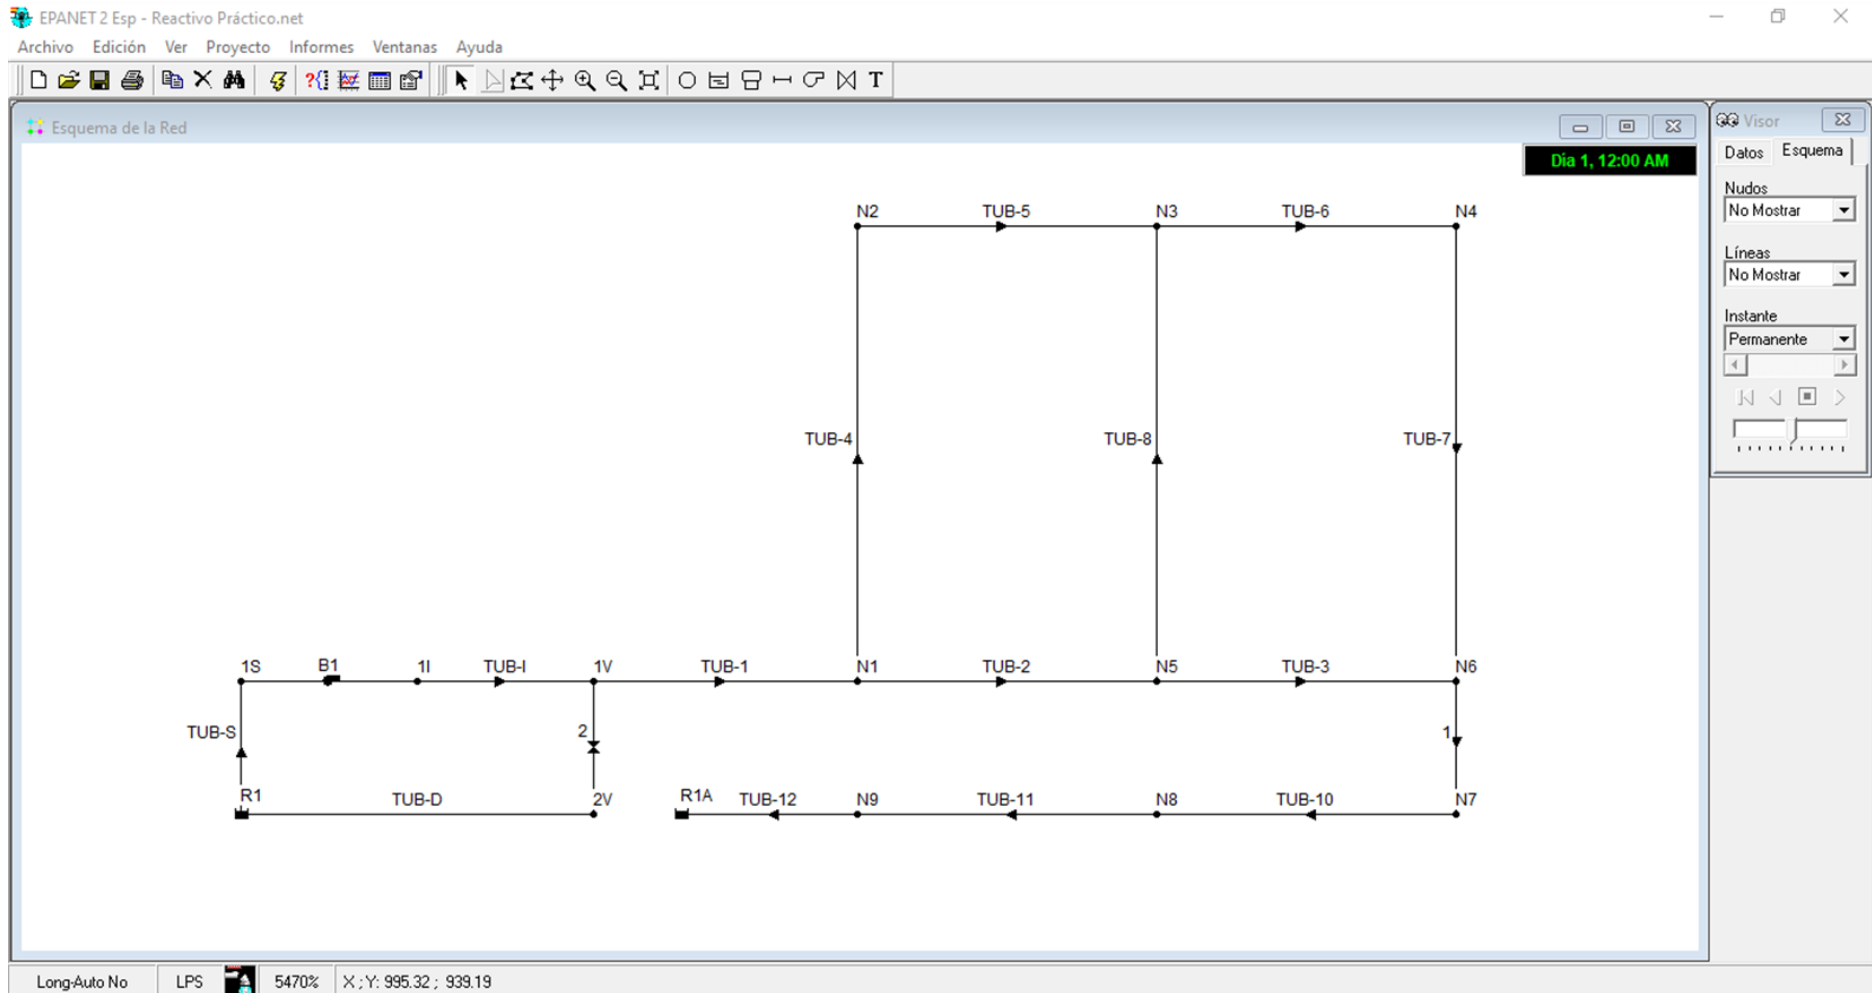 EPANET 2 Esp - Reactivo Práctico.net
Archivo Edición Ver Proyecto Informes Ventanas Ayuda
T
Esquema de la Red
Día 1, 12:00 AM
Visor
Datos Esquema
Nudos
No Mostrar
Líneas
No Mostrar
Instante
Permanente
N2 TUB-5 N3 TUB-6 N4
TUB-4 TUB-8 TUB-7
1S B1 1I TUB-I 1V TUB-1 N1 TUB-2 N5 TUB-3 N6
TUB-S 2 1
R1 TUB-D 2V R1A TUB-12 N9 TUB-11 N8 TUB-10 N7
Long-Auto No LPS 5470% X ; Y: 995.32 ; 939.19